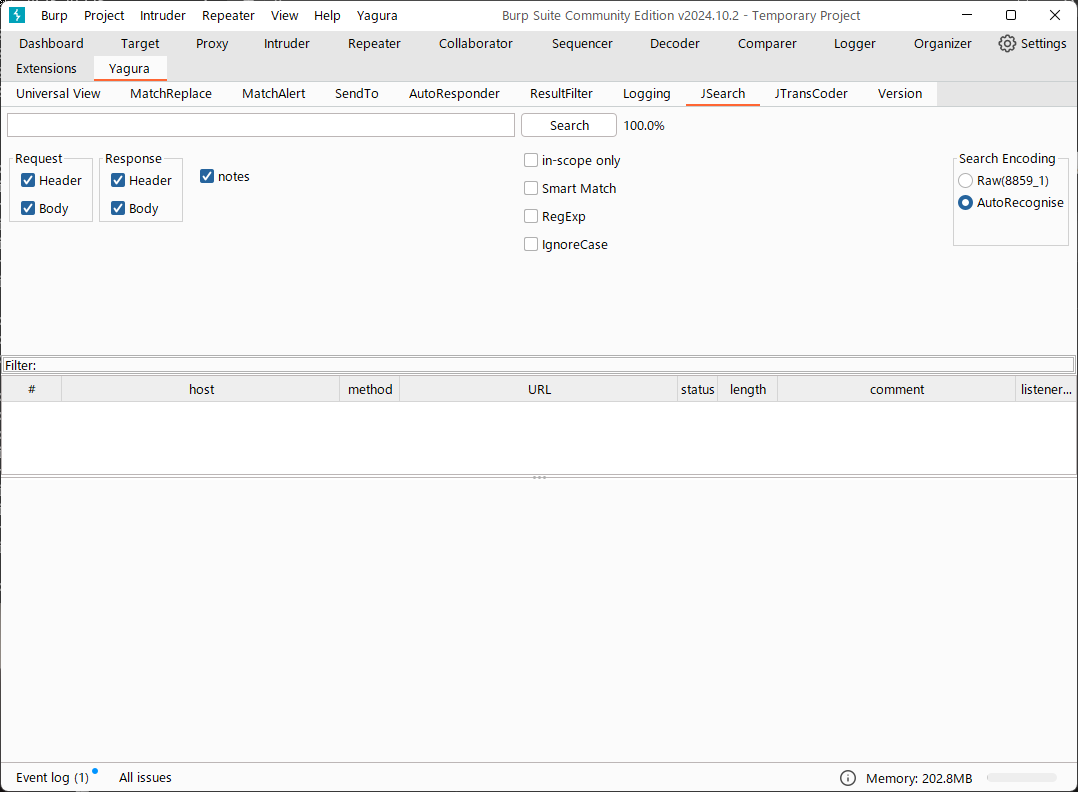 Burp Project Intruder Repeater View Help Yagura Burp Suite Community Edition v2024.10.2 - Temporary Project
Dashboard Target Proxy Intruder Repeater Collaborator Sequencer Decoder Comparer Logger Organizer Settings
Extensions Yagura
Universal View MatchReplace MatchAlert SendTo AutoResponder ResultFilter Logging JSearch JTransCoder Version
Search 100.0%
Request Response in-scope only Search Encoding
Header Header notes Raw(8859_1)
Smart Match
Body Body AutoRecognise
RegExp
IgnoreCase
Filter:
# host method URL status length comment listener...
Event log (1) All issues Memory: 202.8MB